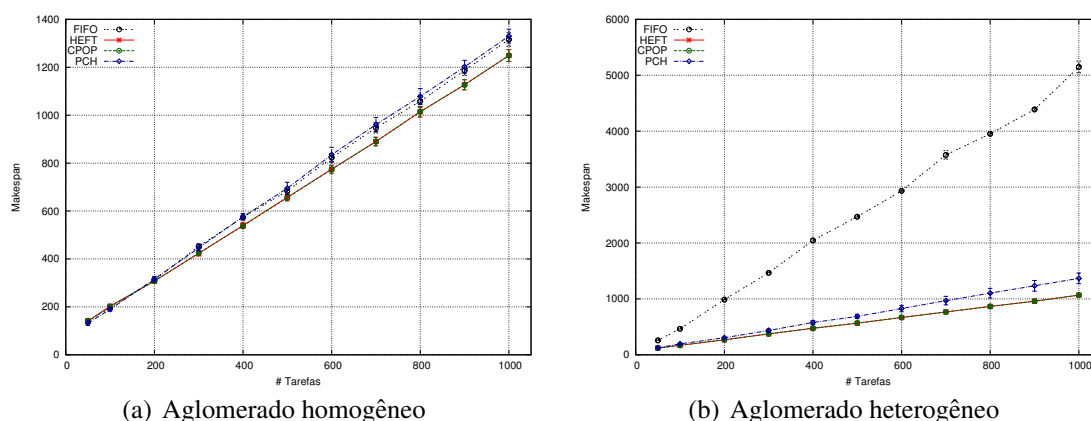 1400
1200
1000
800
600
400
200
0
0 200 400 600 800 1000
Makespan
# Tarefas
FIFO
HEFT
CPOP
PCH
(a) Aglomerado homogêneo
6000
5000
4000
3000
2000
1000
0
0 200 400 600 800 1000
Makespan
# Tarefas
FIFO
HEFT
CPOP
PCH
(b) Aglomerado heterogêneo